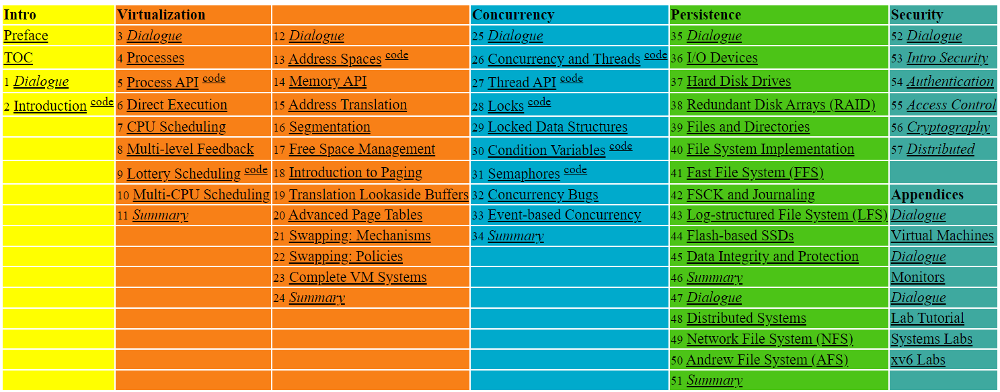 Intro Virtualization Concurrency Persistence Security
Preface 3 Dialogue 12 Dialogue 25 Dialogue 35 Dialogue 52 Dialogue
TOC 4 Processes 13 Address Spaces code 26 Concurrency and Threads code 36 I/O Devices 53 Intro Security
1 Dialogue 5 Process API code 14 Memory API 27 Thread API code 37 Hard Disk Drives 54 Authentication
2 Introduction code 6 Direct Execution 15 Address Translation 28 Locks code 38 Redundant Disk Arrays (RAID) 55 Access Control
7 CPU Scheduling 16 Segmentation 29 Locked Data Structures 39 Files and Directories 56 Cryptography
8 Multi-level Feedback 17 Free Space Management 30 Condition Variables code 40 File System Implementation 57 Distributed
9 Lottery Scheduling code 18 Introduction to Paging 31 Semaphores code 41 Fast File System (FFS)
10 Multi-CPU Scheduling 19 Translation Lookaside Buffers 32 Concurrency Bugs 42 FSCK and Journaling Appendices
11 Summary 20 Advanced Page Tables 33 Event-based Concurrency 43 Log-structured File System (LFS) Dialogue
21 Swapping: Mechanisms 34 Summary 44 Flash-based SSDs Virtual Machines
22 Swapping: Policies 45 Data Integrity and Protection Dialogue
23 Complete VM Systems 46 Summary Monitors
24 Summary 47 Dialogue Dialogue
48 Distributed Systems Lab Tutorial
49 Network File System (NFS) Systems Labs
50 Andrew File System (AFS) xv6 Labs
51 Summary